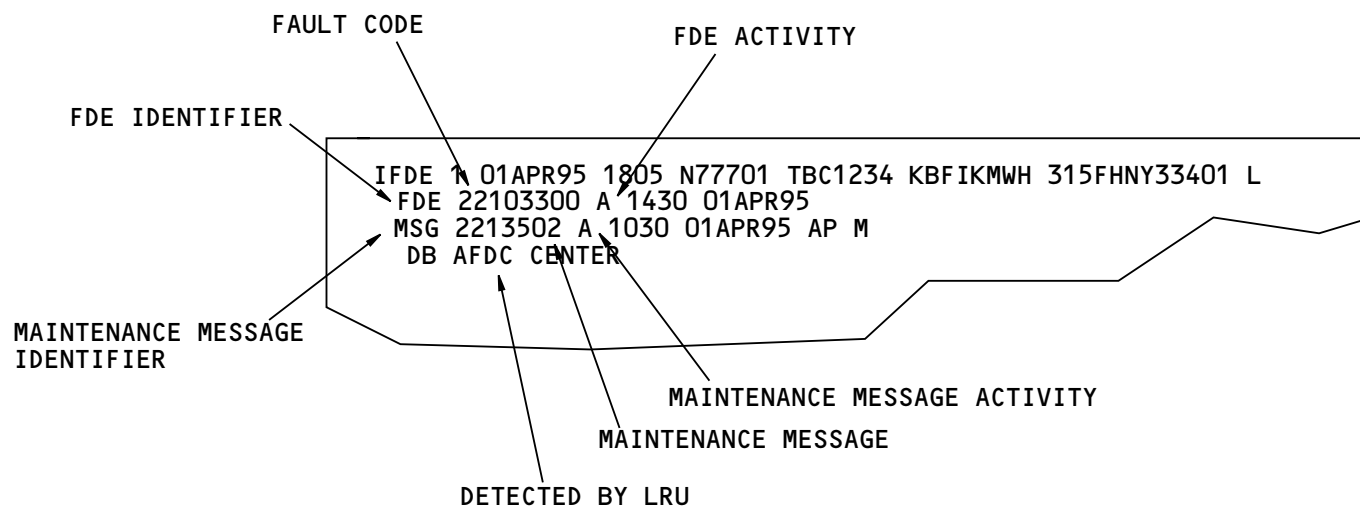 FAULT CODE
FDE ACTIVITY
FDE IDENTIFIER
IFDE 1 01APR95 1805 N77701 TBC1234 KBFIKMWH 315FHNY33401 L
FDE 22103300 A 1430 01APR95
MSG 2213502 A 1030 01APR95 AP M
DB AFDC CENTER
MAINTENANCE MESSAGE
IDENTIFIER
MAINTENANCE MESSAGE ACTIVITY
MAINTENANCE MESSAGE
DETECTED BY LRU